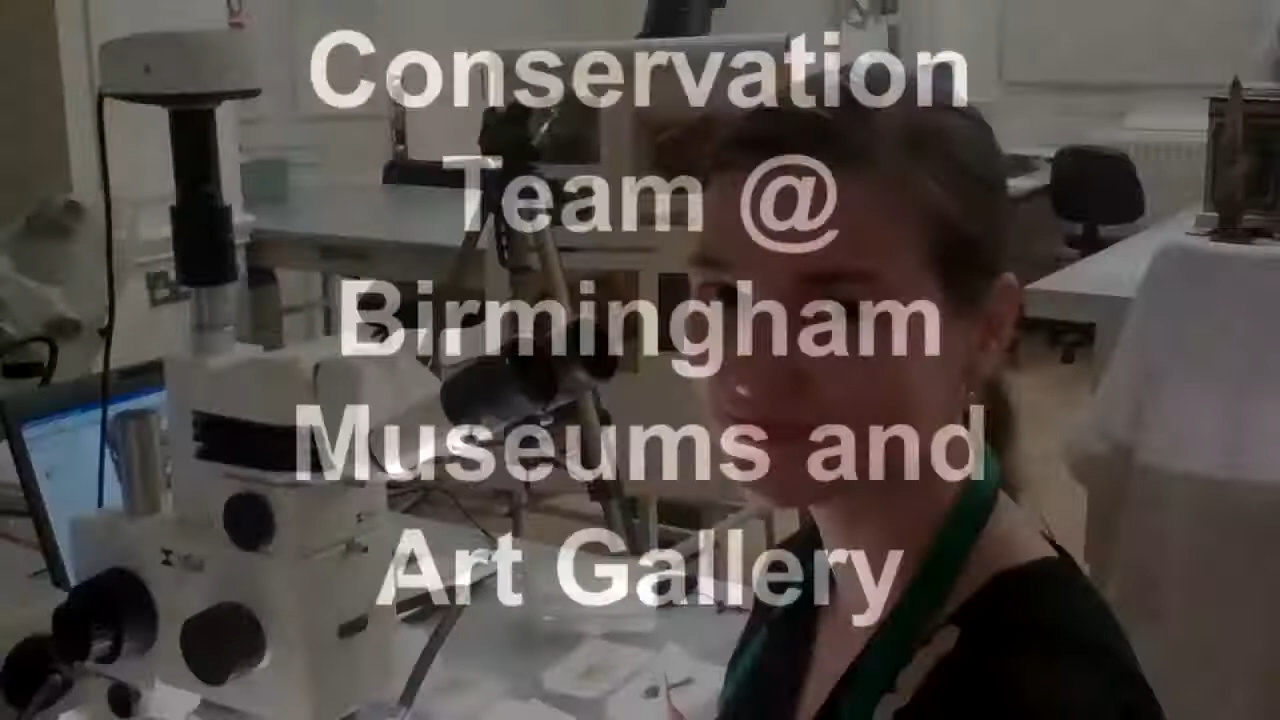 Conservation
Team @
Birmingham
Museums and
Art Gallery